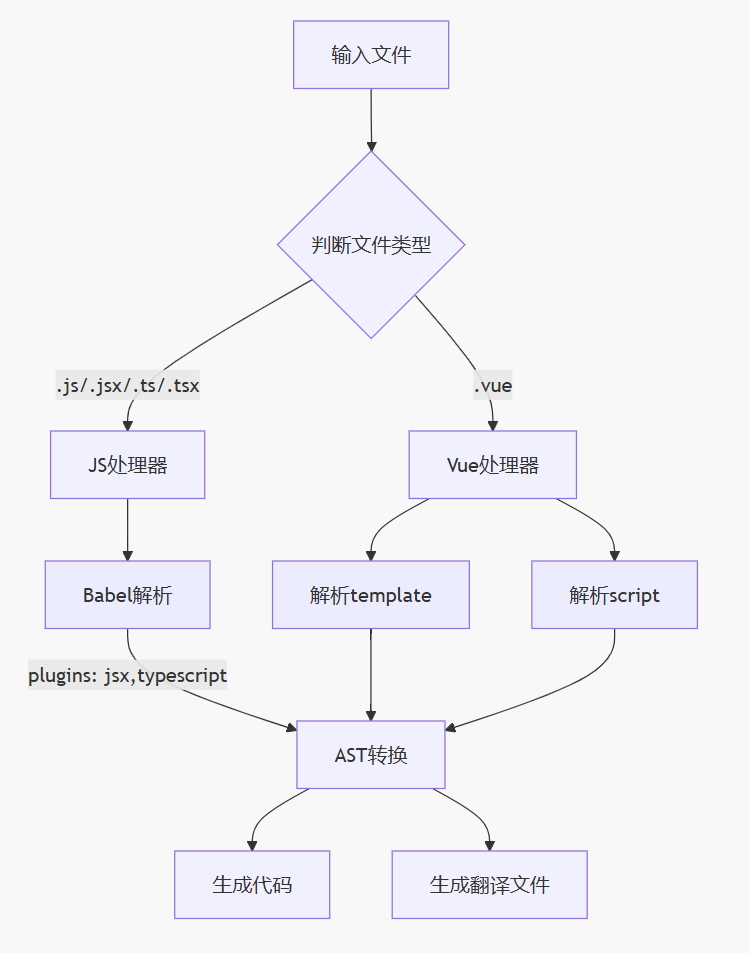 输入文件
判断文件类型
.js/.jsx/.ts/.tsx
.vue
JS处理器
Vue处理器
Babel解析
解析template
解析script
plugins: jsx,typescript
AST转换
生成代码
生成翻译文件